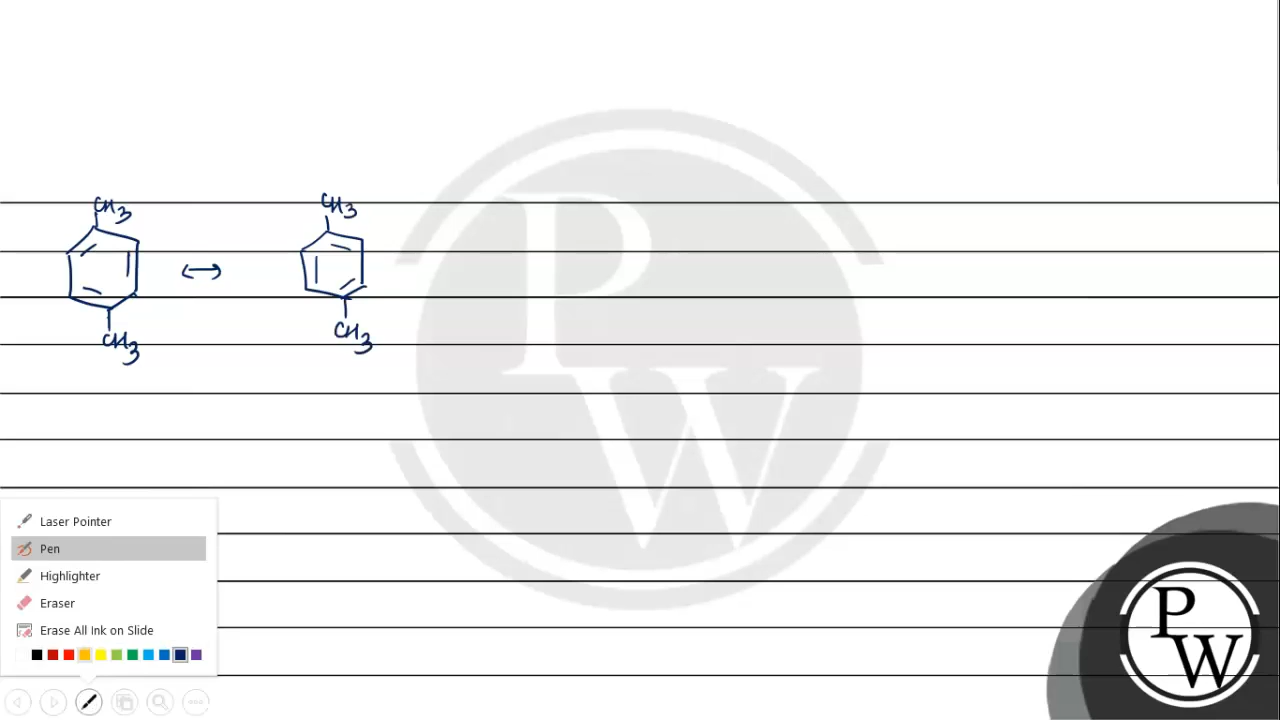 CH3 CH3
CH3 CH3
P
W
Laser Pointer
Pen
Highlighter
Eraser
Erase All Ink on Slide
P
W